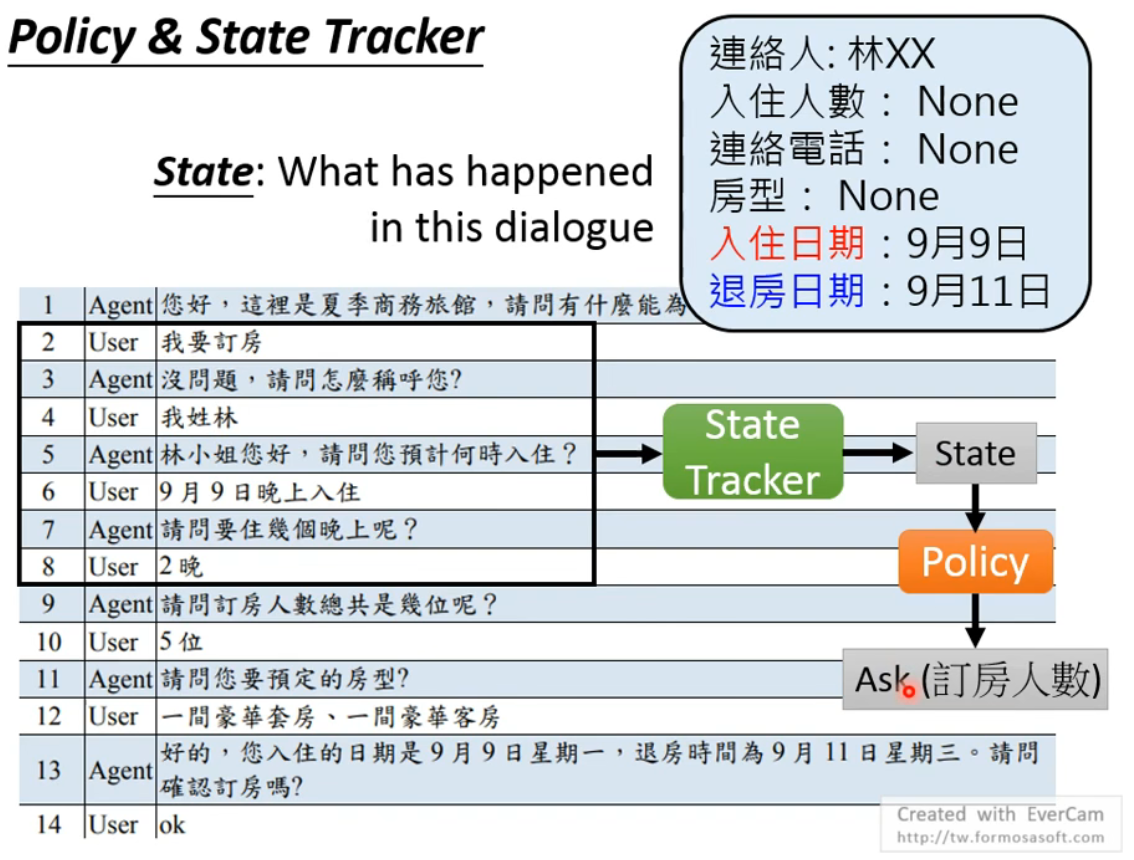 Policy & State Tracker
連絡人: 林XX
入住人數： None
連絡電話： None
房型： None
入住日期：9月9日
退房日期：9月11日
State: What has happened
in this dialogue
1 Agent 您好，這裡是夏季商務旅館，請問有什麼能為
2 User 我要訂房
3 Agent 沒問題，請問怎麼稱呼您?
4 User 我姓林
5 Agent 林小姐您好，請問您預計何時入住？
6 User 9月9日晚上入住
7 Agent 請問要住幾個晚上呢？
8 User 2晚
9 Agent 請問訂房人數總共是幾位呢？
10 User 5位
11 Agent 請問您要預定的房型?
12 User 一間豪華套房、一間豪華客房
13 Agent 好的，您入住的日期是9月9日星期一，退房時間為9月11日星期三。請問
確認訂房嗎?
14 User ok
State
Tracker
State
Policy
Ask (訂房人數)
Created with EverCam
http://tw.formosasoft.com